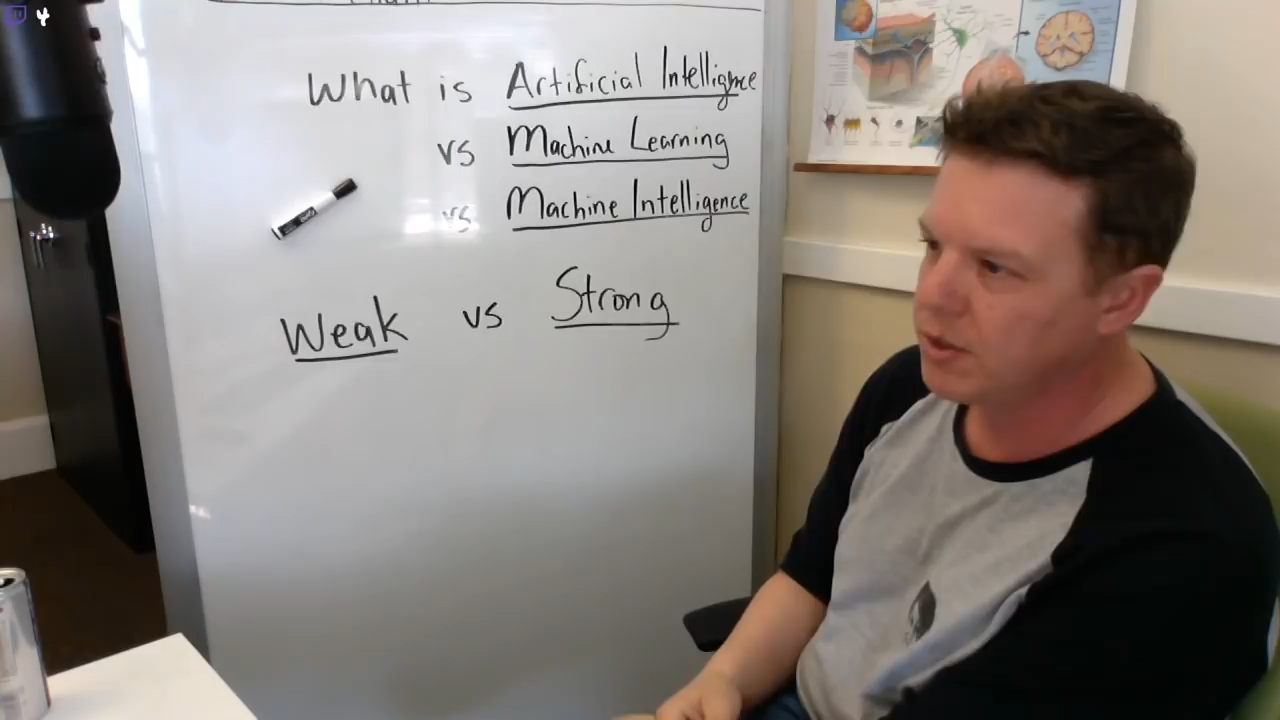 What is Artificial Intelligence
vs Machine Learning
vs Machine Intelligence
Weak vs Strong